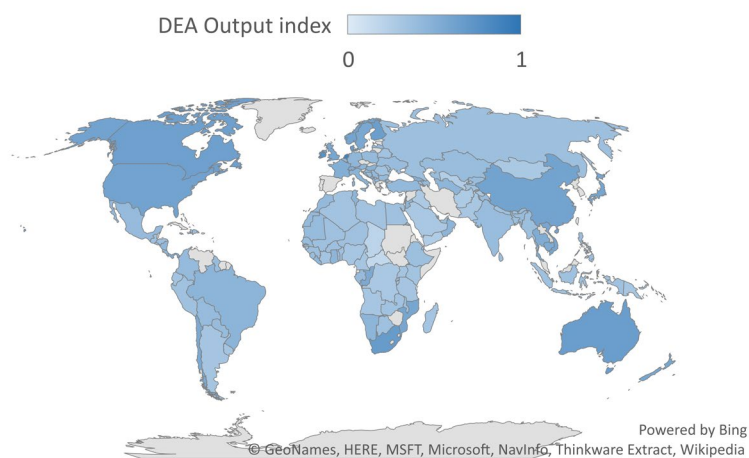 DEA Output index
0 1
Powered by Bing
© GeoNames, HERE, MSFT, Microsoft, NavInfo, Thinkware Extract, Wikipedia